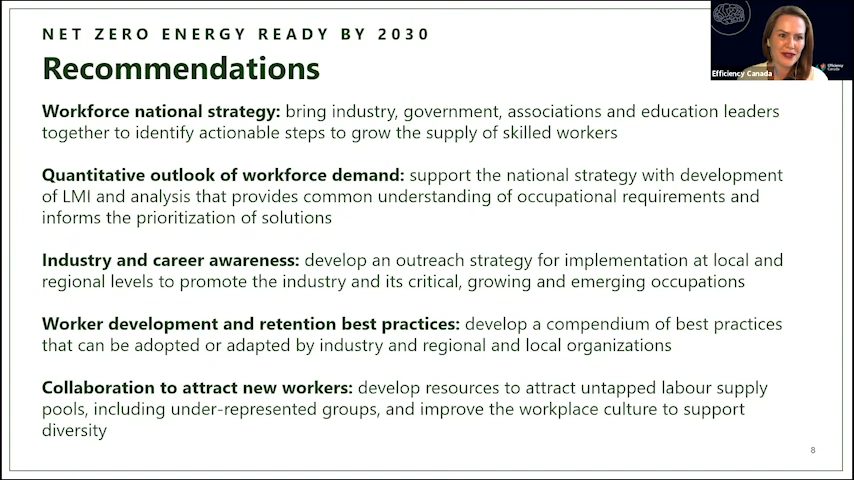 NET ZERO ENERGY READY BY 2030
Recommendations
Workforce national strategy: bring industry, government, associations and education leaders
together to identify actionable steps to grow the supply of skilled workers
Quantitative outlook of workforce demand: support the national strategy with development
of LMI and analysis that provides common understanding of occupational requirements and
informs the prioritization of solutions
Industry and career awareness: develop an outreach strategy for implementation at local and
regional levels to promote the industry and its critical, growing and emerging occupations
Worker development and retention best practices: develop a compendium of best practices
that can be adopted or adapted by industry and regional and local organizations
Collaboration to attract new workers: develop resources to attract untapped labour supply
pools, including under-represented groups, and improve the workplace culture to support
diversity
8
Efficiency Canada
Efficiency
Canada